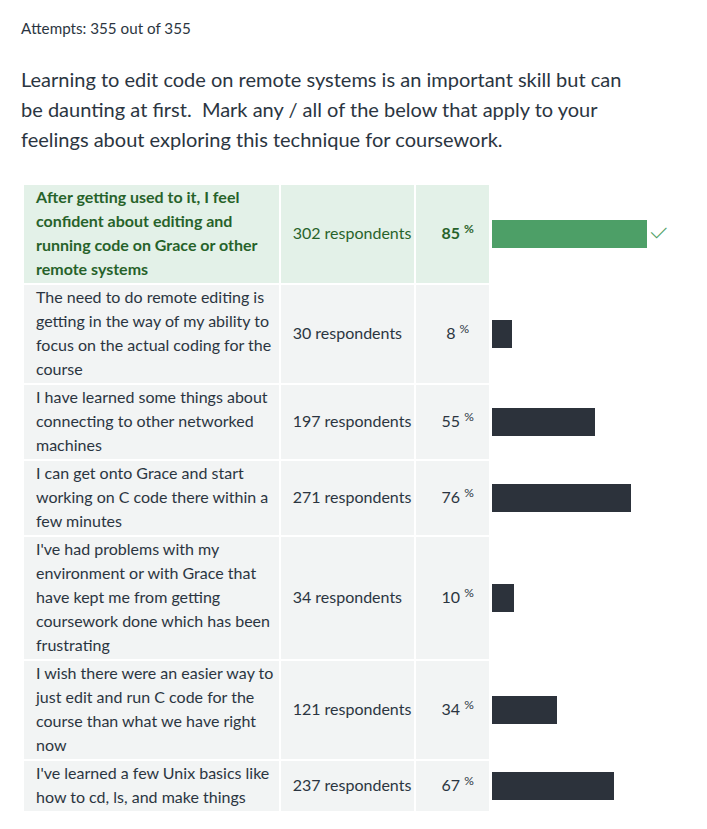 Attempts: 355 out of 355
Learning to edit code on remote systems is an important skill but can
be daunting at first.  Mark any / all of the below that apply to your
feelings about exploring this technique for coursework.
After getting used to it, I feel
confident about editing and
running code on Grace or other
remote systems
302 respondents
85 %
The need to do remote editing is
getting in the way of my ability to
focus on the actual coding for the
course
30 respondents
8 %
I have learned some things about
connecting to other networked
machines
197 respondents
55 %
I can get onto Grace and start
working on C code there within a
few minutes
271 respondents
76 %
I've had problems with my
environment or with Grace that
have kept me from getting
coursework done which has been
frustrating
34 respondents
10 %
I wish there were an easier way to
just edit and run C code for the
course than what we have right
now
121 respondents
34 %
I've learned a few Unix basics like
how to cd, ls, and make things
237 respondents
67 %